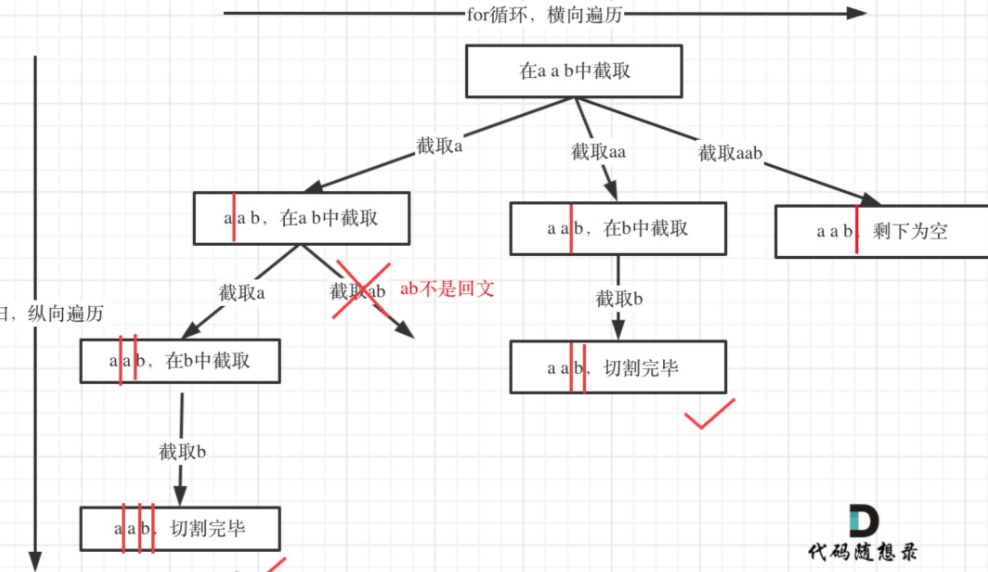 for循环，横向遍历
在a a b中截取
截取a
截取aa
截取aab
a a b，在a b中截取
a a b，在b中截取
a a b，剩下为空
截取a
截取ab
ab不是回文
截取b
归，纵向遍历
a a b，在b中截取
a a b，切割完毕
截取b
a a b，切割完毕
代码随想录